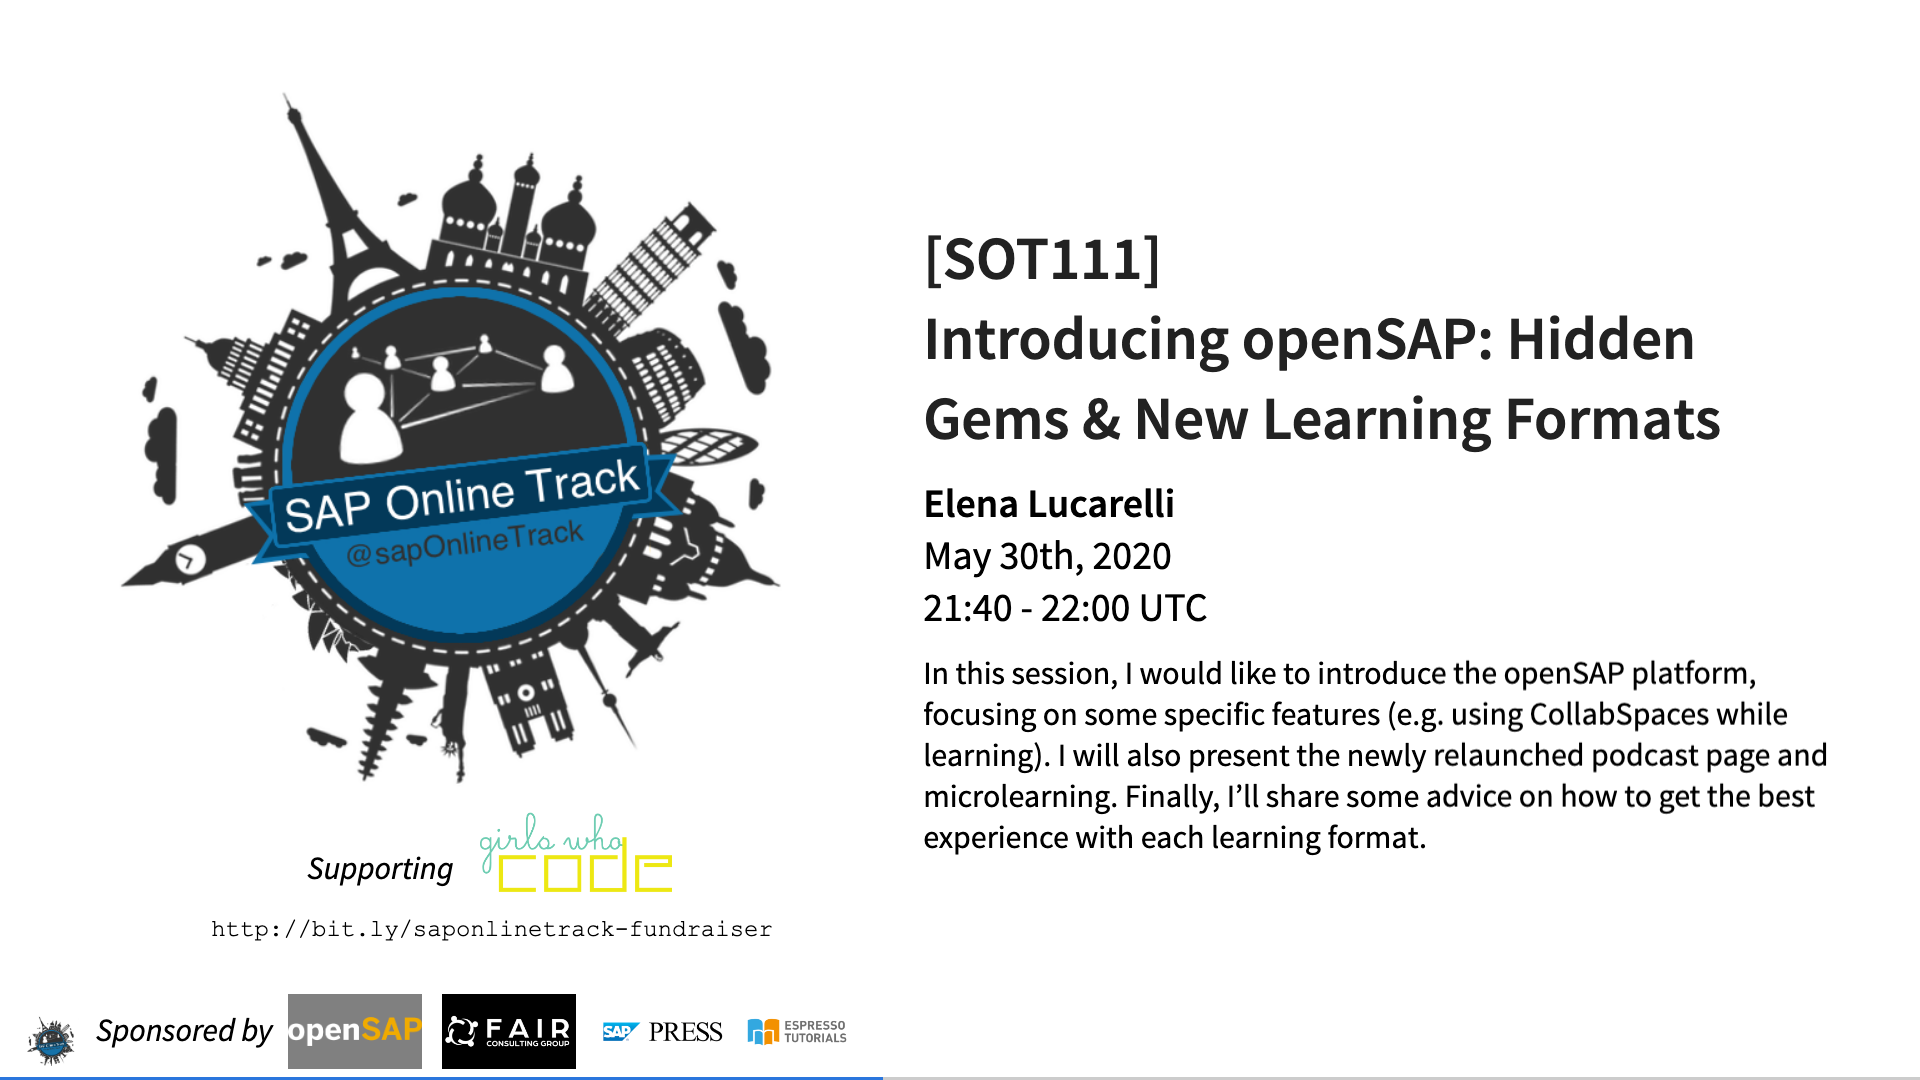 SAP Online Track
@sapOnlineTrack
Supporting
girls who
code
http://bit.ly/saponlinetrack-fundraiser
Sponsored by
openSAP
FAIR
CONSULTING GROUP
SAP PRESS
ESPRESSO
TUTORIALS
[SOT111]
Introducing openSAP: Hidden
Gems & New Learning Formats
Elena Lucarelli
May 30th, 2020
21:40 - 22:00 UTC
In this session, I would like to introduce the openSAP platform,
focusing on some specific features (e.g. using CollabSpaces while
learning). I will also present the newly relaunched podcast page and
microlearning. Finally, I’ll share some advice on how to get the best
experience with each learning format.